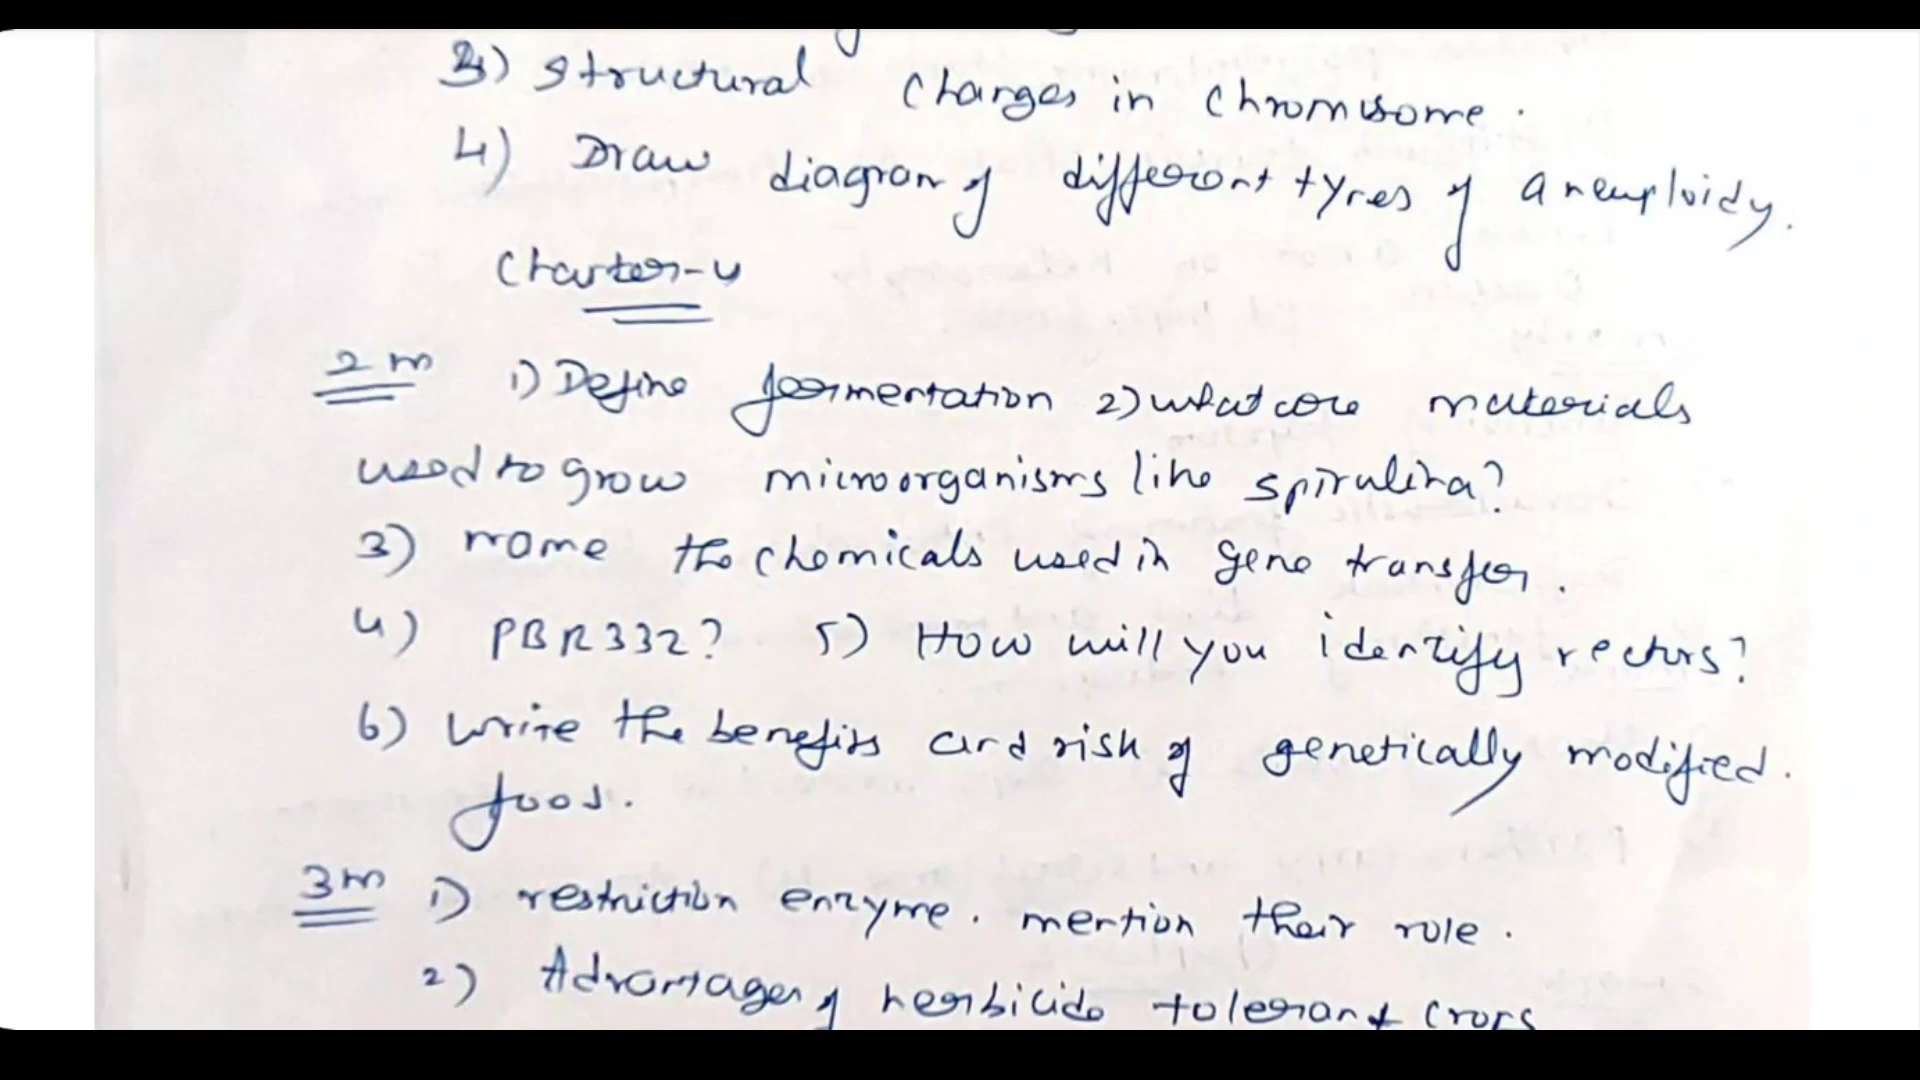 3) Structural changes in chromosome.
4) Draw diagram of different types of aneuploidy.
Chapter-4
2m 1) Define fermentation 2) what are materials
used to grow microorganisms like spirulina?
3) name the chemicals used in gene transfer.
4) PBR332? 5) How will you identify vectors?
6) write the benefits and risk of genetically modified.
food.
3m 1) restriction enzyme. mention their role.
2) Advantages of herbicide tolerant crops